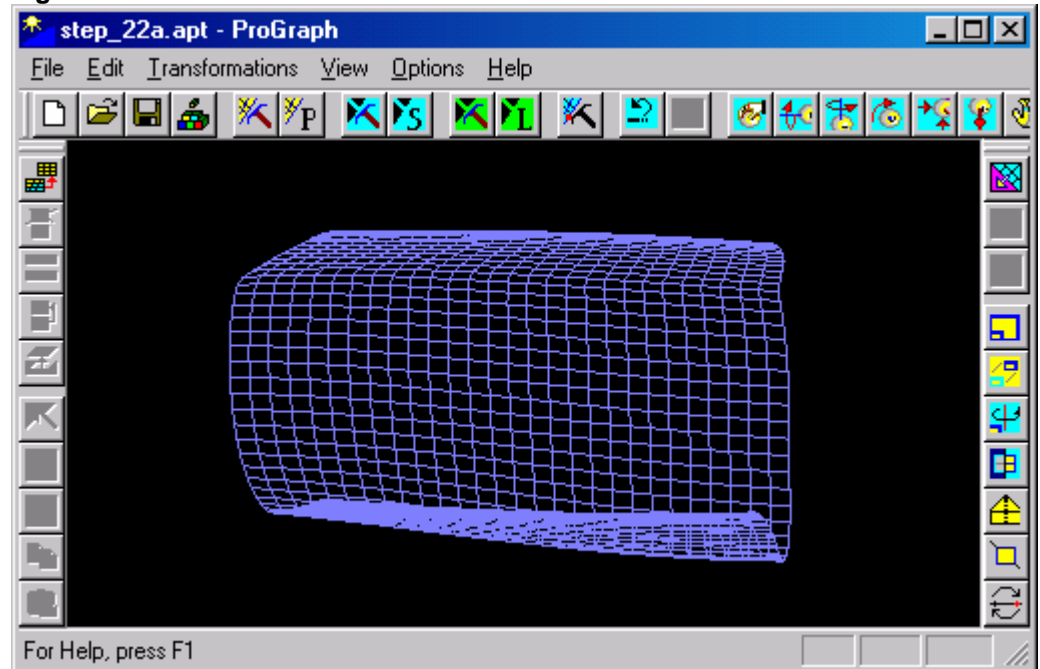 step_22a.apt - ProGraph
File Edit Transformations View Options Help
P S L
For Help, press F1